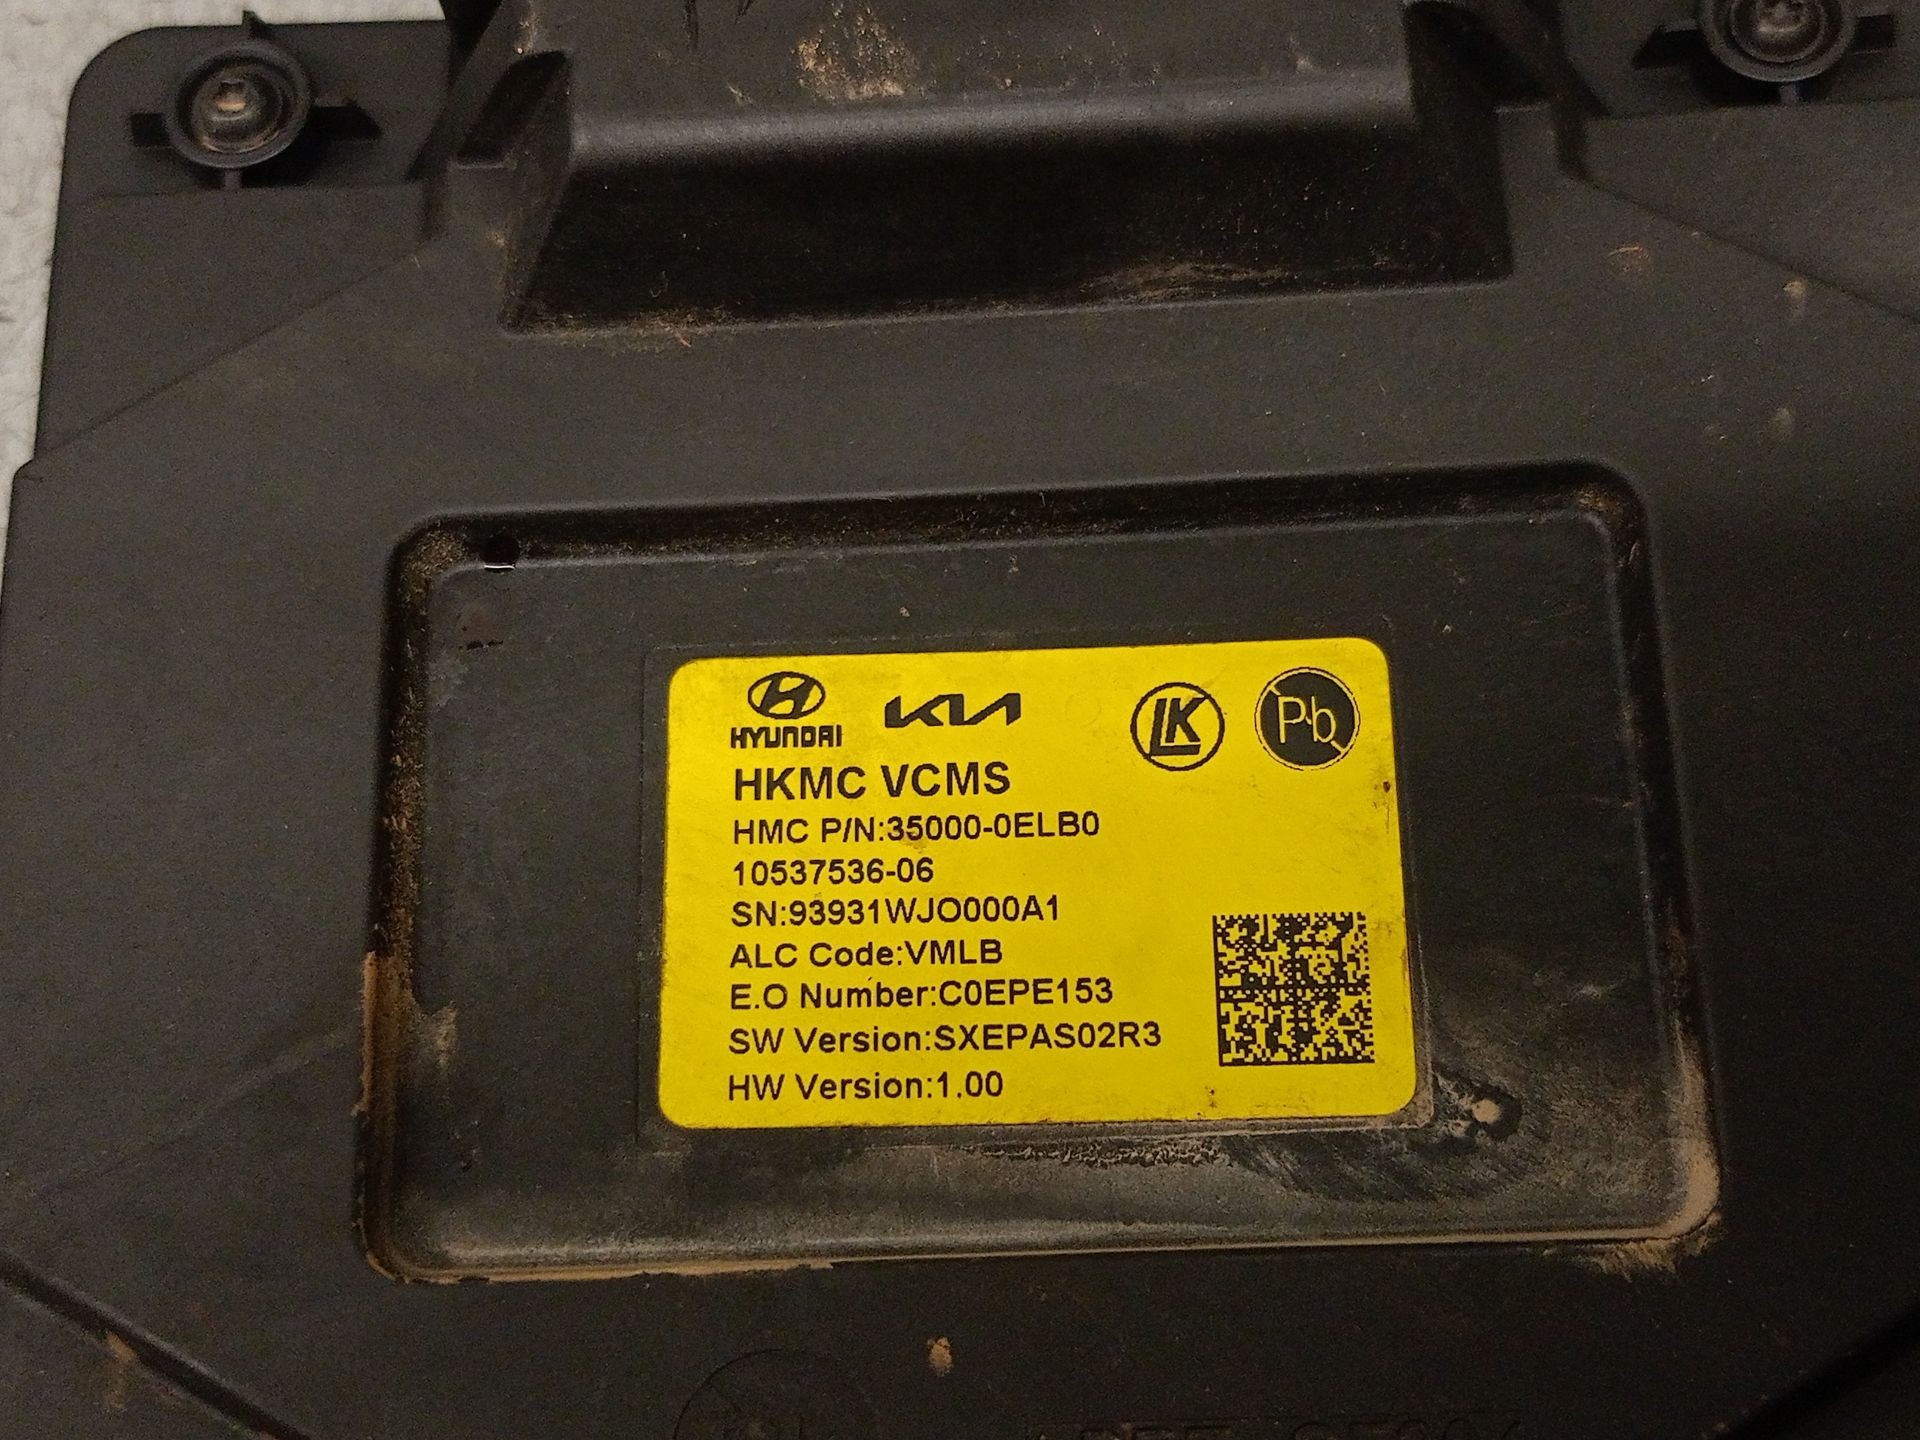 HYUNDAI KIA LK Pb
HKMC VCMS
HMC P/N:35000-0ELB0
10537536-06
SN:93931WJO000A1
ALC Code:VMLB
E.O Number:C0EPE153
SW Version:SXEPAS02R3
HW Version:1.00